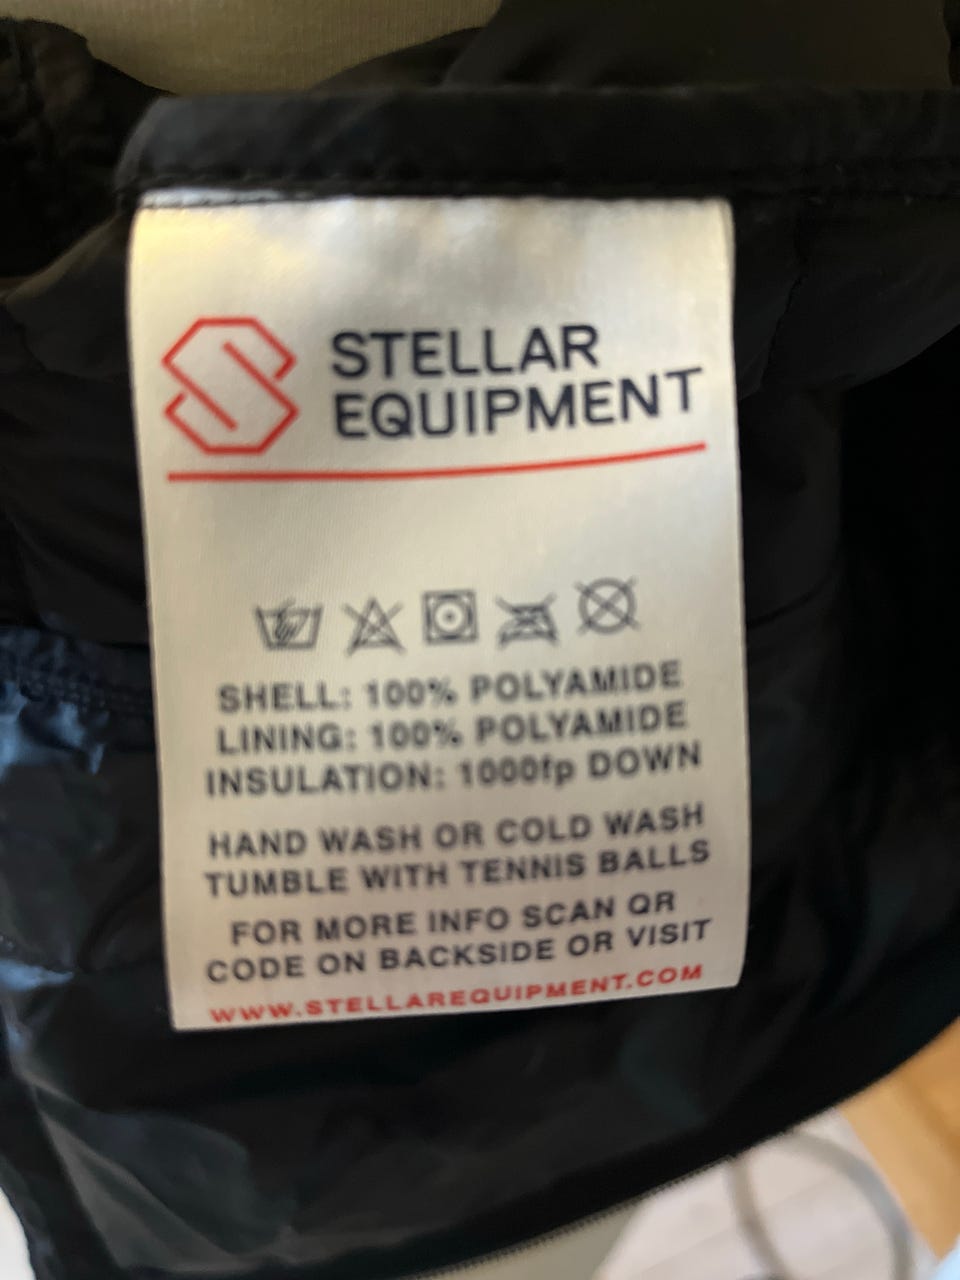 STELLAR
EQUIPMENT
SHELL: 100% POLYAMIDE
LINING: 100% POLYAMIDE
INSULATION: 1000fp DOWN
HAND WASH OR COLD WASH
TUMBLE WITH TENNIS BALLS
FOR MORE INFO SCAN QR
CODE ON BACKSIDE OR VISIT
WWW.STELLAREQUIPMENT.COM